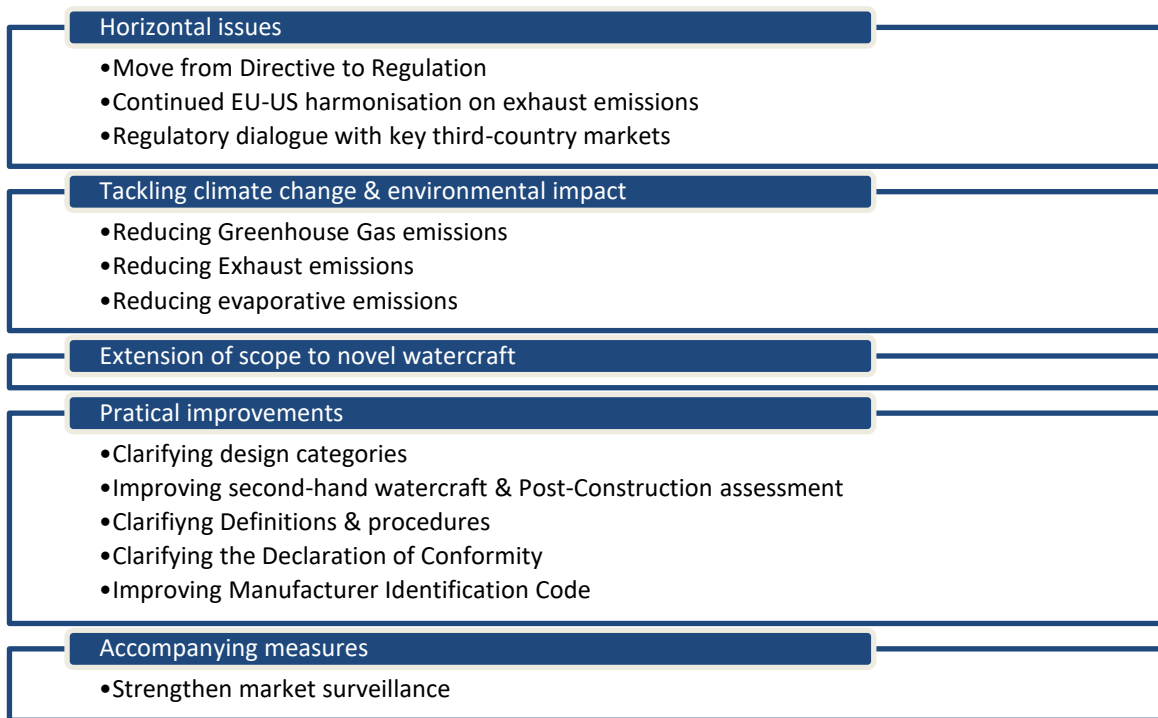 Horizontal issues
•Move from Directive to Regulation
•Continued EU-US harmonisation on exhaust emissions
•Regulatory dialogue with key third-country markets
Tackling climate change & environmental impact
•Reducing Greenhouse Gas emissions
•Reducing Exhaust emissions
•Reducing evaporative emissions
Extension of scope to novel watercraft
Pratical improvements
•Clarifying design categories
•Improving second-hand watercraft & Post-Construction assessment
•Clarifiyng Definitions & procedures
•Clarifying the Declaration of Conformity
•Improving Manufacturer Identification Code
Accompanying measures
•Strengthen market surveillance